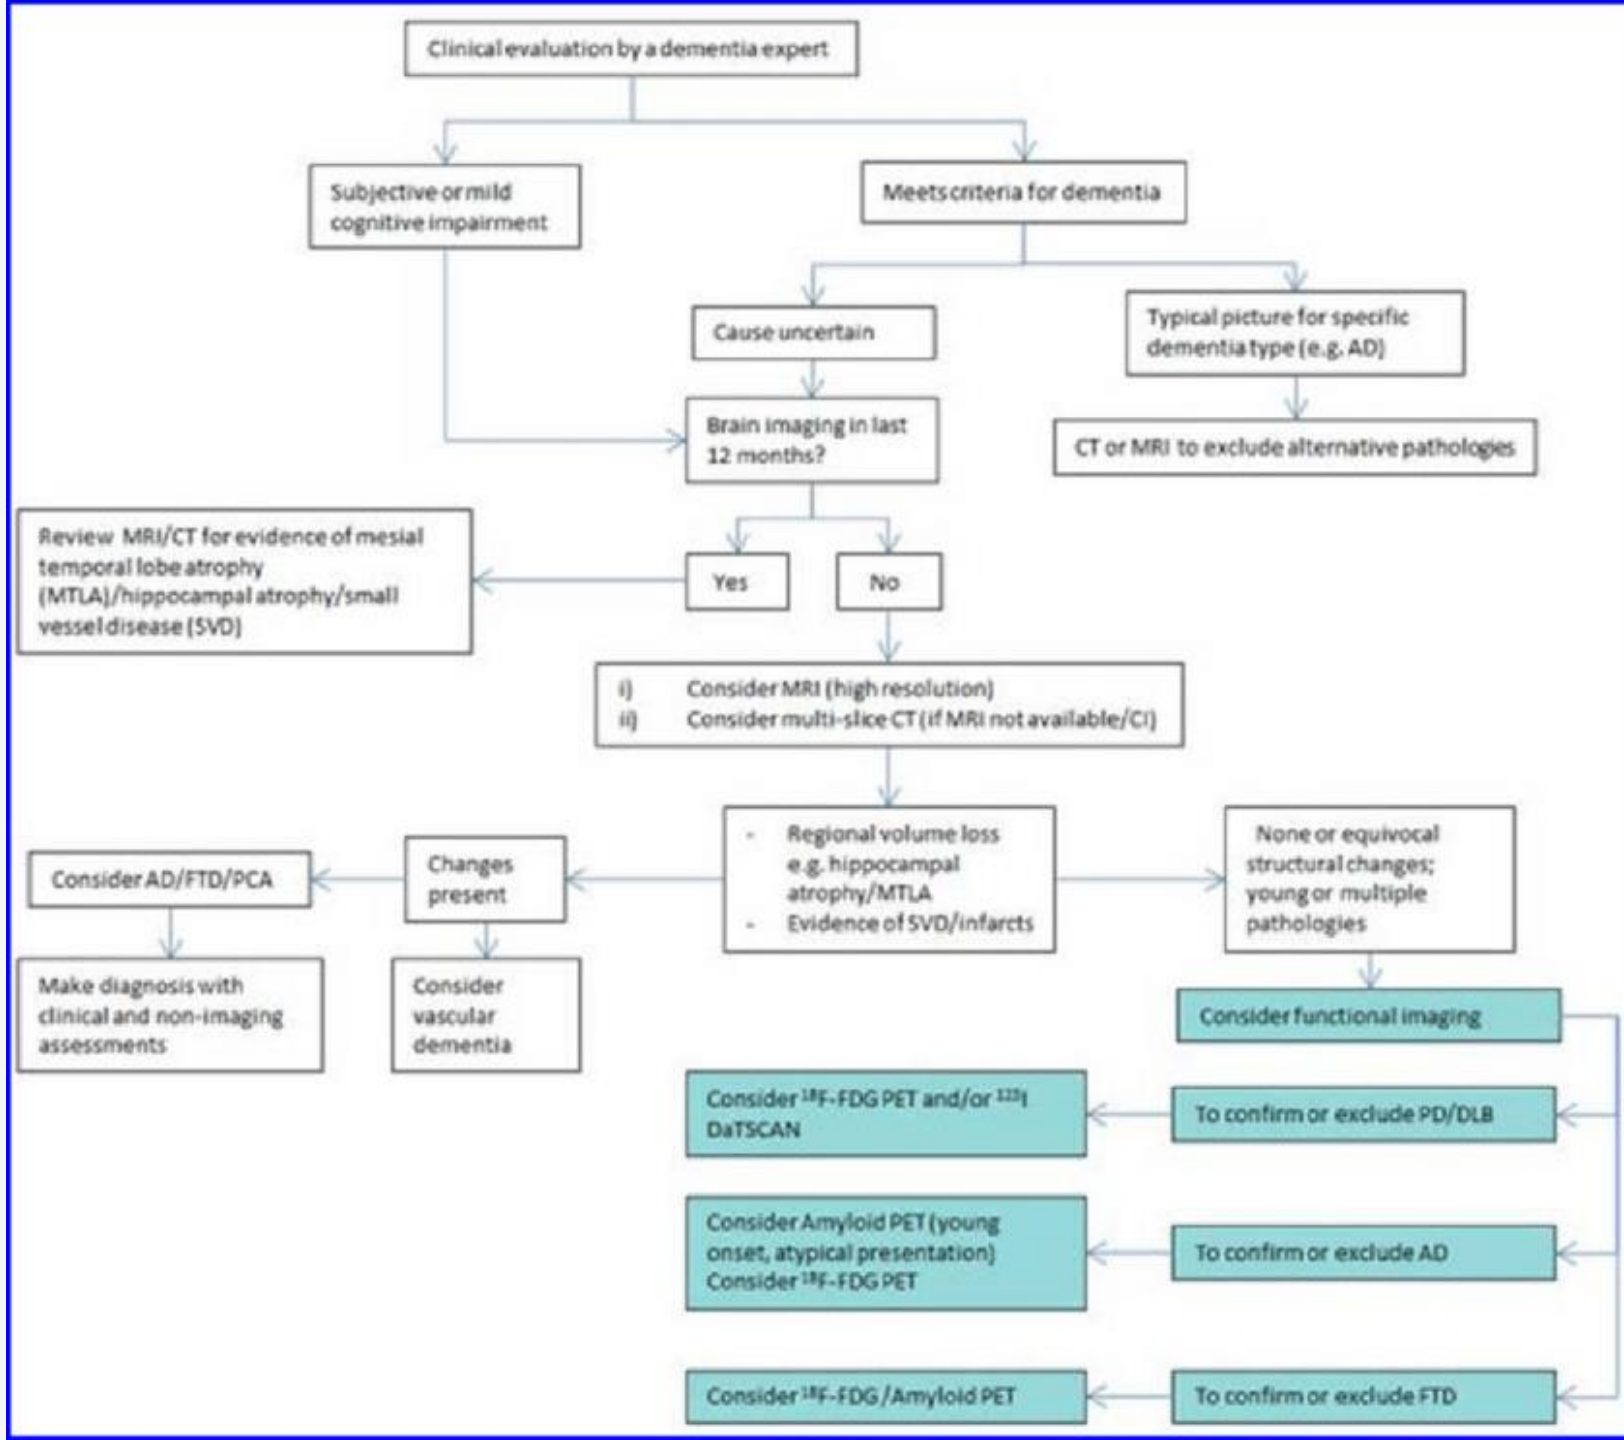 Clinical evaluation by a dementia expert
Subjective or mild
cognitive impairment
Meets criteria for dementia
Cause uncertain
Typical picture for specific
dementia type (e.g. AD)
Brain imaging in last
12 months?
CT or MRI to exclude alternative pathologies
Review MRI/CT for evidence of mesial
temporal lobe atrophy
(MTLA)/hippocampal atrophy/small
vessel disease (SVD)
Yes
No
i) Consider MRI (high resolution)
ii) Consider multi-slice CT (if MRI not available/CI)
- Regional volume loss
e.g. hippocampal
atrophy/MTLA
- Evidence of SVD/infarcts
Changes
present
Consider AD/FTD/PCA
None or equivocal
structural changes;
young or multiple
pathologies
Make diagnosis with
clinical and non-imaging
assessments
Consider
vascular
dementia
Consider functional imaging
Consider ¹⁸F-FDG PET and/or ¹²³I
DaTSCAN
To confirm or exclude PD/DLB
Consider Amyloid PET (young
onset, atypical presentation)
Consider ¹⁸F-FDG PET
To confirm or exclude AD
Consider ¹⁸F-FDG/Amyloid PET
To confirm or exclude FTD